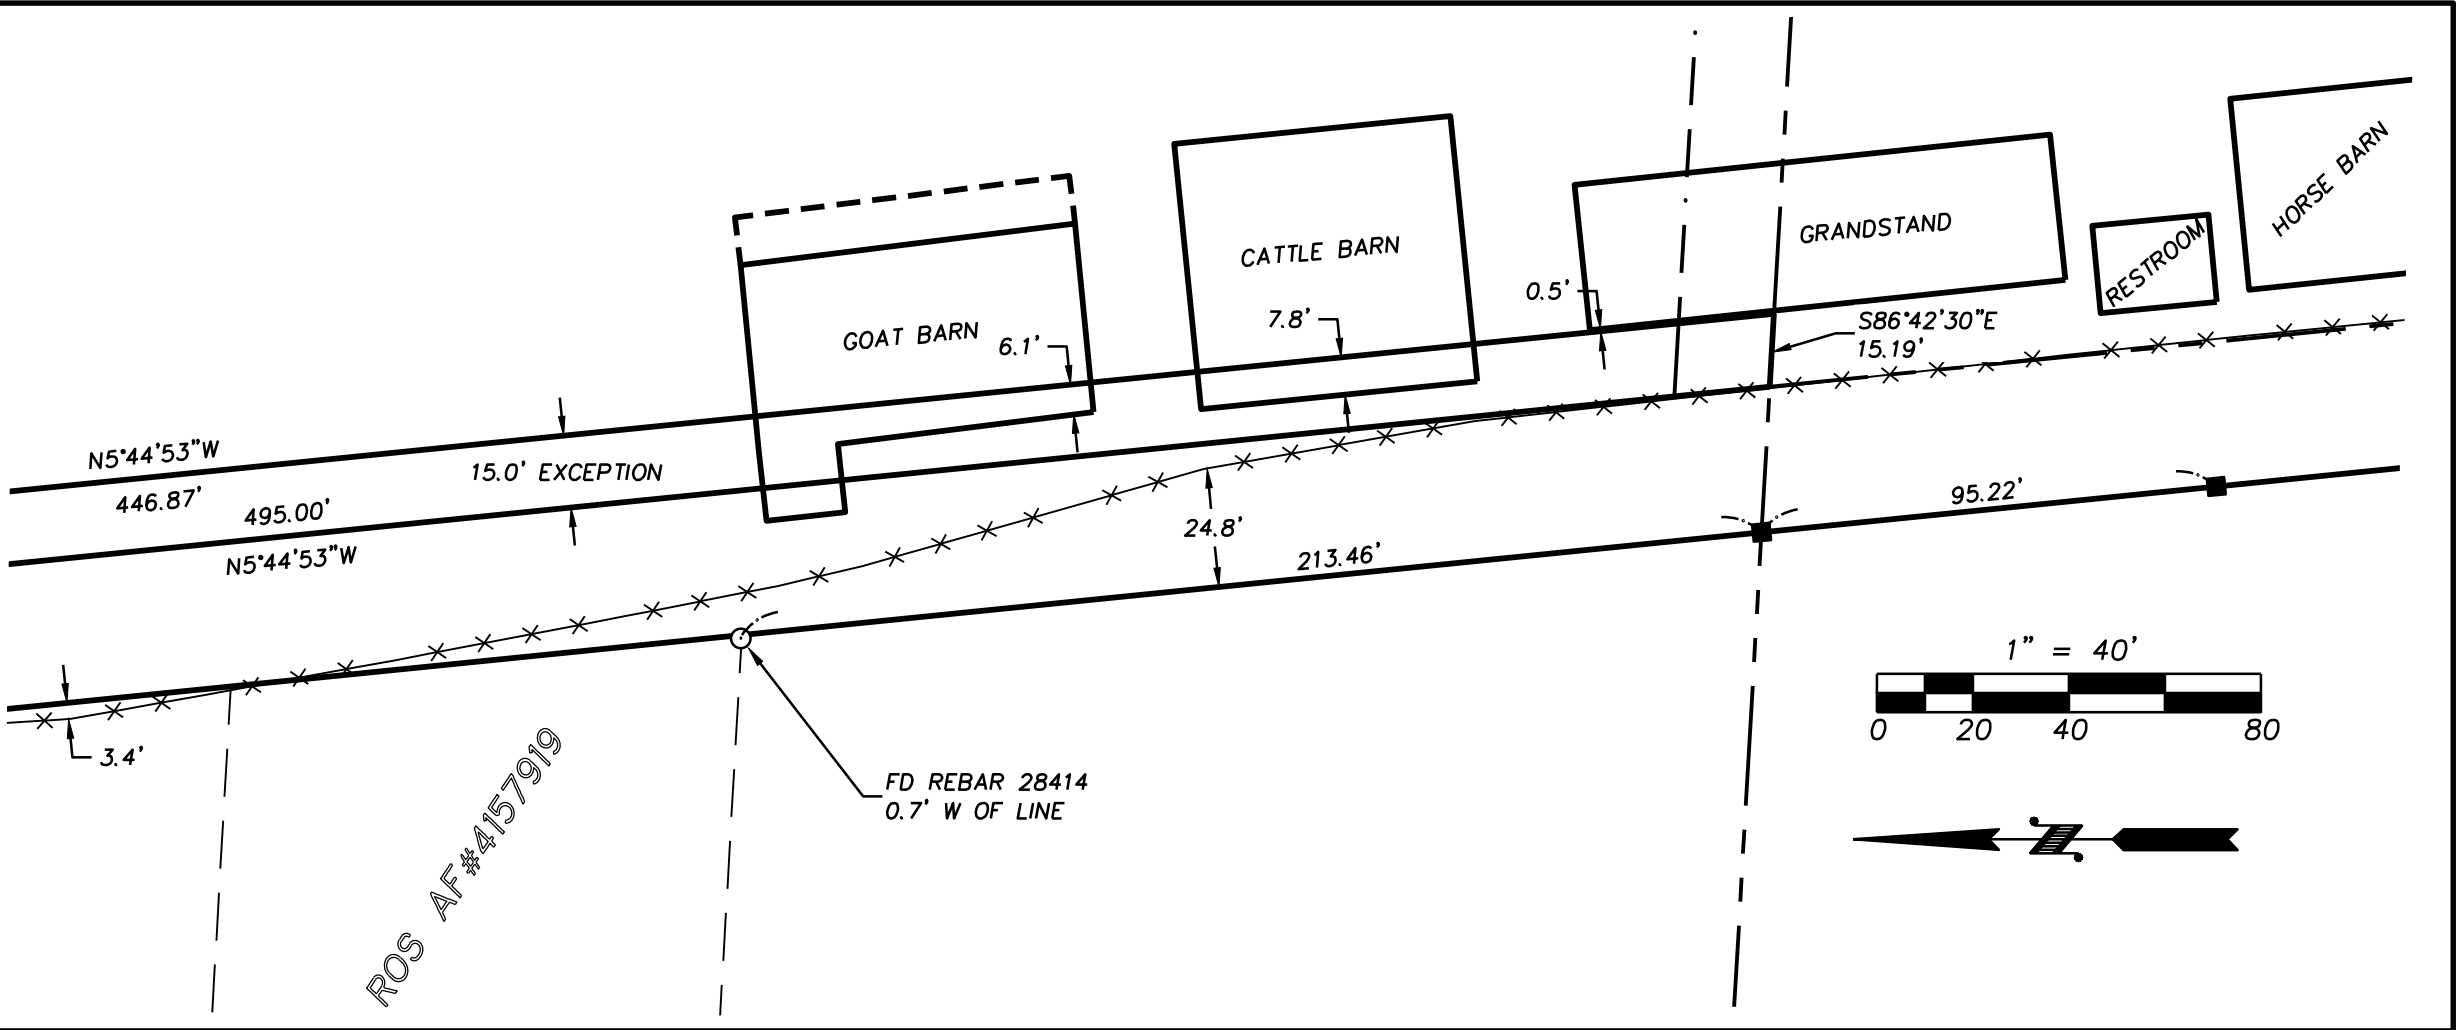 HORSE BARN
RESTROOM
GRANDSTAND
CATTLE BARN
GOAT BARN
0.5'
7.8'
6.1'
S86°42'30"E
15.19'
N5°44'53"W
446.87'
15.0' EXCEPTION
495.00'
N5°44'53"W
24.8'
213.46'
95.22'
3.4'
FD REBAR 28414
0.7' W OF LINE
ROS AF#4157919
1" = 40'
0 20 40 80